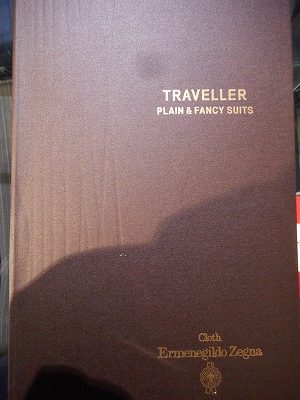 TRAVELLER
PLAIN & FANCY SUITS
Cloth
Ermenegildo Zegna